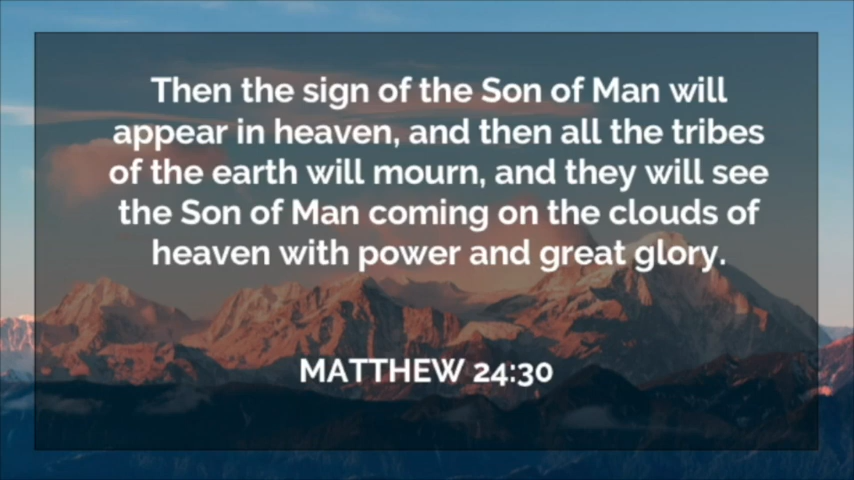 Then the sign of the Son of Man will
appear in heaven, and then all the tribes
of the earth will mourn, and they will see
the Son of Man coming on the clouds of
heaven with power and great glory.
MATTHEW 24:30